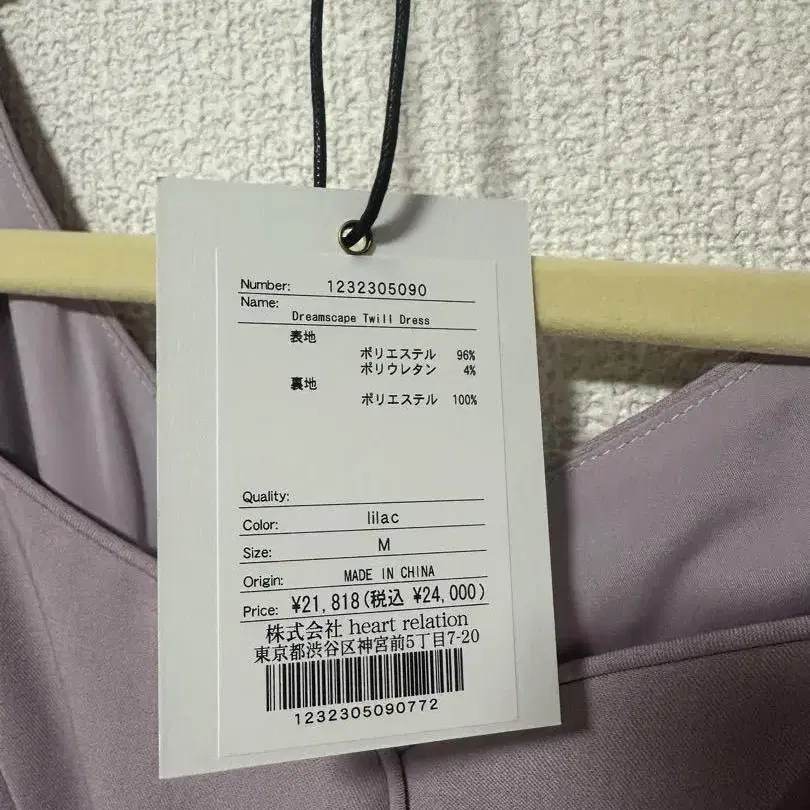 Number: 1232305090
Name:
Dreamscape Twill Dress
表地
ポリエステル 96%
ポリウレタン 4%
裏地
ポリエステル 100%
Quality:
Color: lilac
Size: M
Origin: MADE IN CHINA
Price: ¥21,818(税込 ¥24,000)
株式会社 heart relation
東京都渋谷区神宮前5丁目7-20
1232305090772